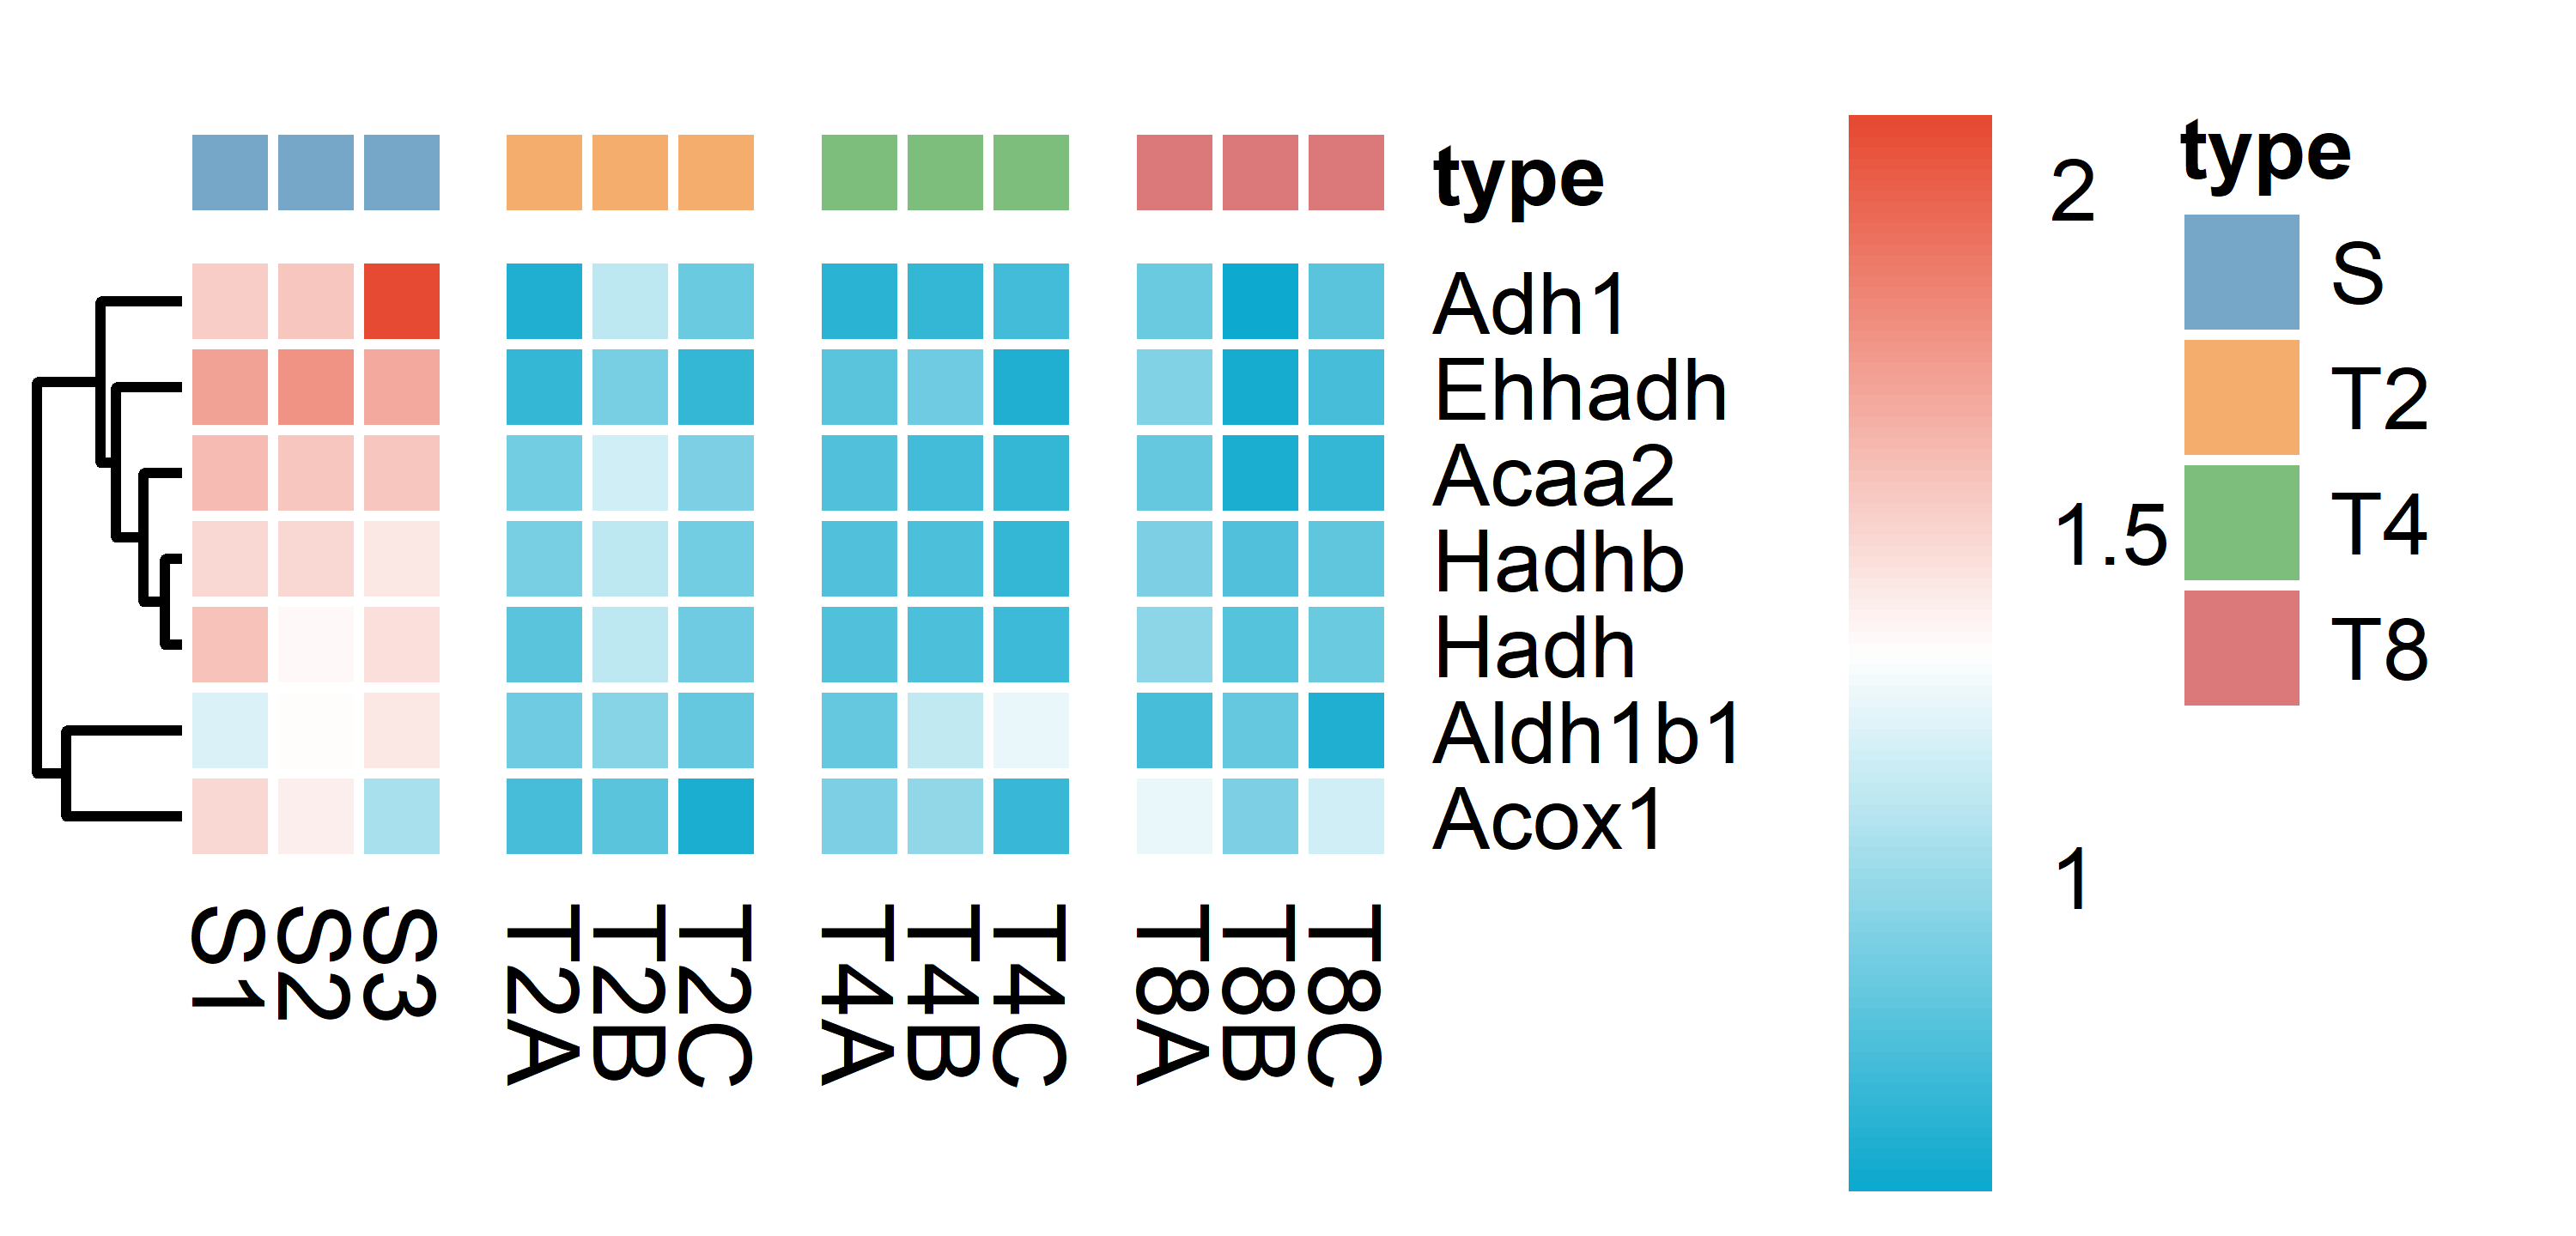 type
Adh1
Ehhadh
Acaa2
Hadhb
Hadh
Aldh1b1
Acox1
S1
S2
S3
T2A
T2B
T2C
T4A
T4B
T4C
T8A
T8B
T8C
2
1.5
1
type
S
T2
T4
T8